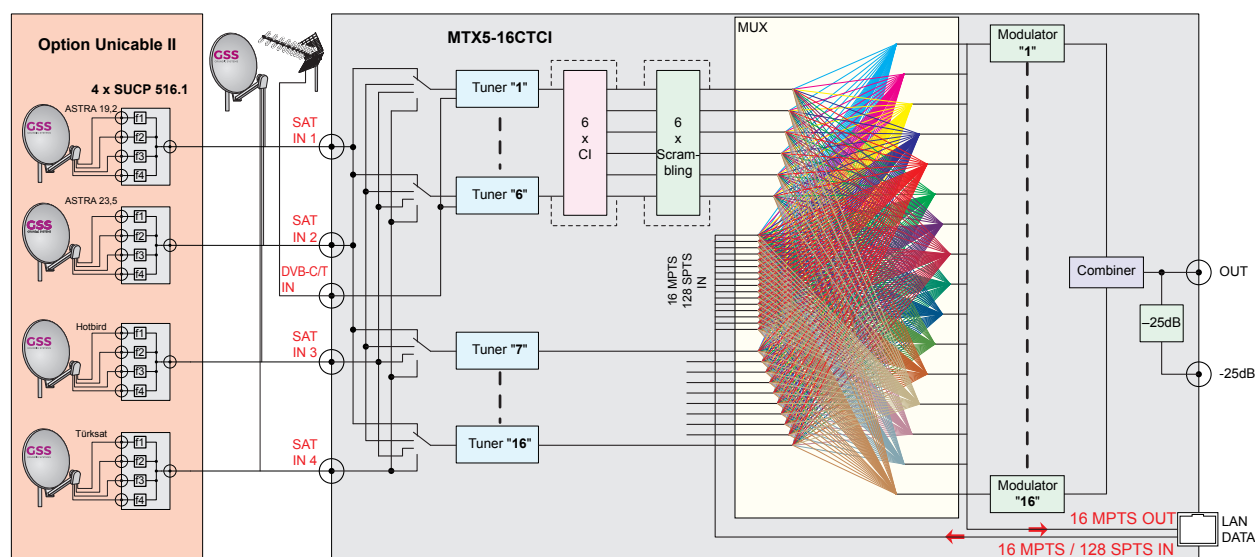 Option Unicable II
4 x SUCP 516.1
ASTRA 19,2
GSS
f1
f2
f3
f4
ASTRA 23,5
GSS
f1
f2
f3
f4
Hotbird
GSS
f1
f2
f3
f4
Türksat
GSS
f1
f2
f3
f4
GSS
SAT
IN 1
SAT
IN 2
DVB-C/T
IN
SAT
IN 3
SAT
IN 4
MTX5-16CTCI
Tuner "1"
Tuner "6"
Tuner "7"
Tuner "16"
6
x
CI
6
x
Scram-
bling
16 MPTS
128 SPTS
IN
MUX
Modulator
"1"
Modulator
"16"
Combiner
–25dB
OUT
-25dB
16 MPTS OUT
16 MPTS / 128 SPTS IN
LAN
DATA